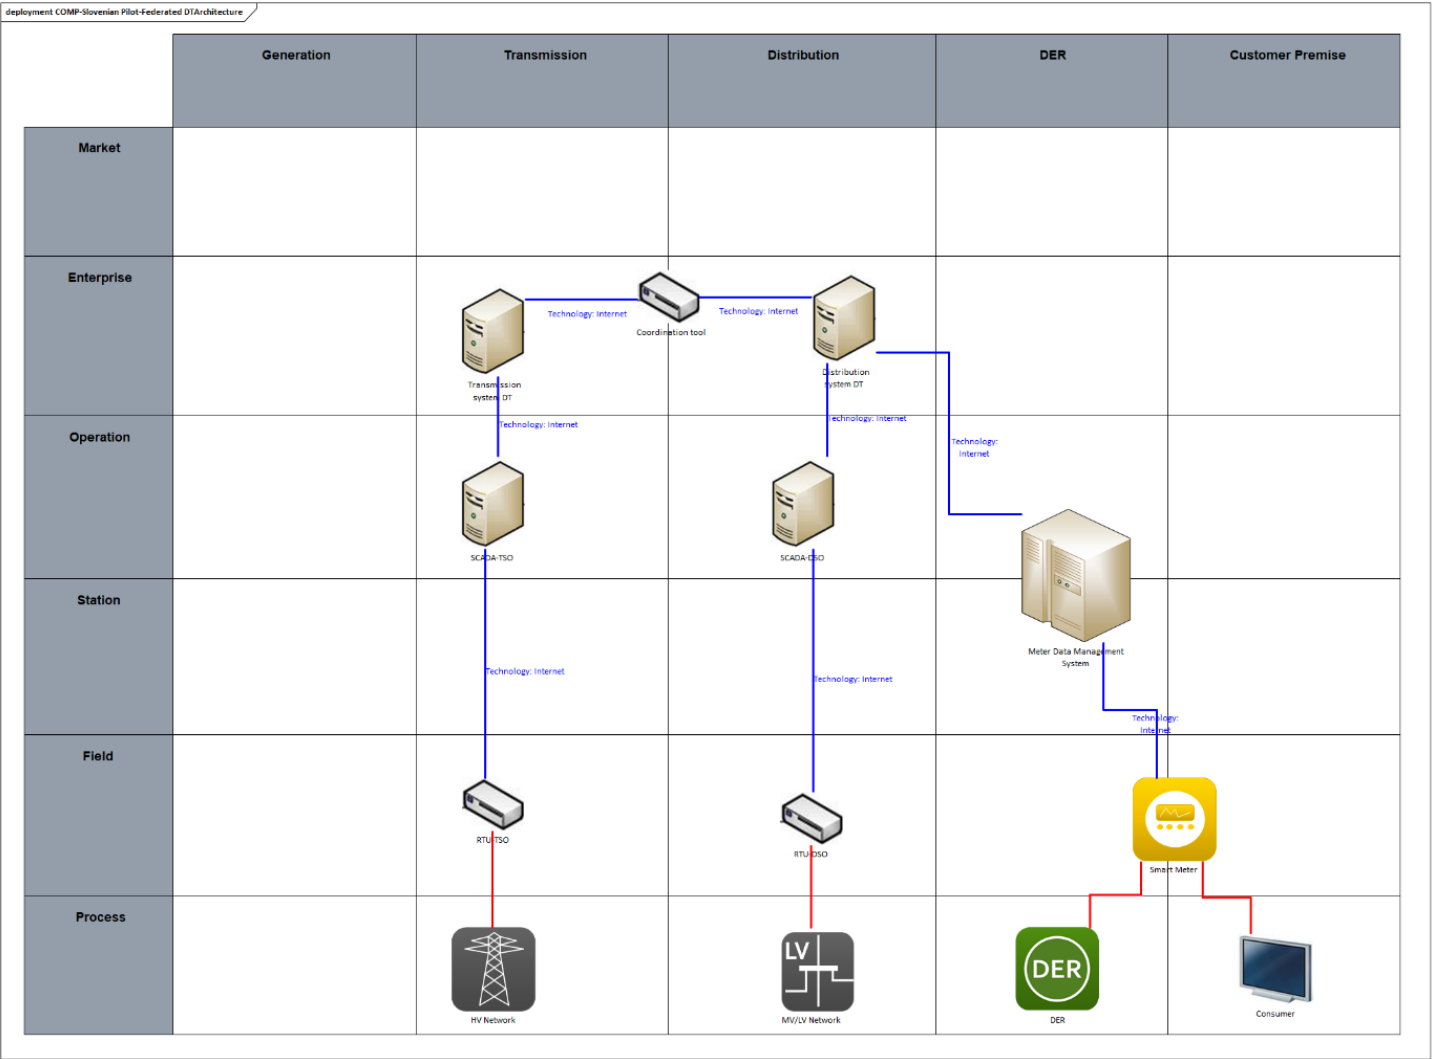 deployment COMP-Slovenian Pilot-Federated DTArchitecture
Generation
Transmission
Distribution
DER
Customer Premise
Market
Enterprise
Technology: Internet
Technology: Internet
Coordination tool
Transmission
system DT
Distribution
system DT
Operation
Technology: Internet
Technology: Internet
Technology:
Internet
SCADA-TSO
SCADA-DSO
Station
Meter Data Management
System
Technology: Internet
Technology: Internet
Technology:
Internet
Field
RTU-TSO
RTU-DSO
Smart Meter
Process
LV
DER
HV Network
MV/LV Network
DER
Consumer